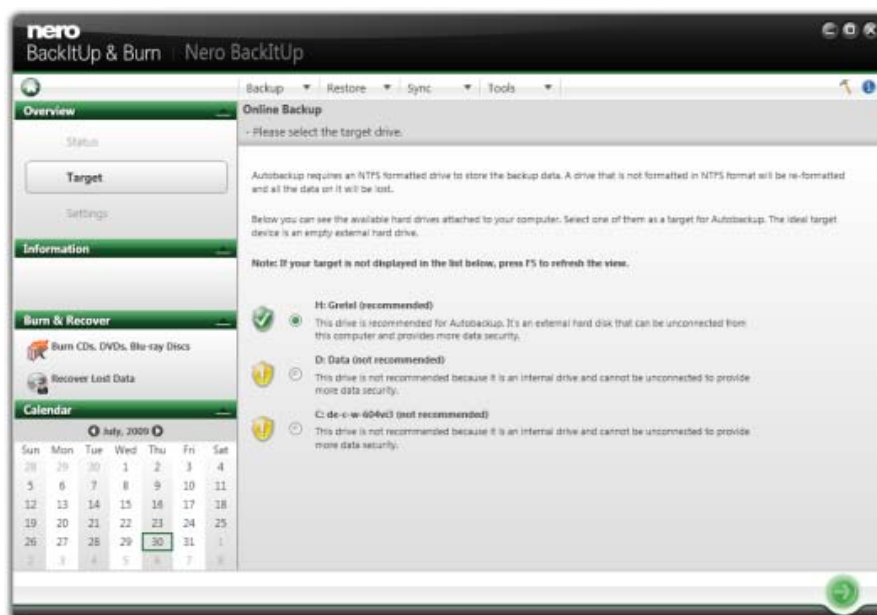 nero
BackItUp & Burn | Nero BackItUp
Backup Restore Sync Tools
Overview
Status
Target
Settings
Information
Burn & Recover
Burn CDs, DVDs, Blu-ray Discs
Recover Lost Data
Calendar
July, 2009
Sun Mon Tue Wed Thu Fri Sat
28 29 30 1 2 3 4
5 6 7 8 9 10 11
12 13 14 15 16 17 18
19 20 21 22 23 24 25
26 27 28 29 30 31 1
2 3 4 5 6 7 8
Online Backup
- Please select the target drive.
Autobackup requires an NTFS formatted drive to store the backup data. A drive that is not formatted in NTFS format will be re-formatted
and all the data on it will be lost.
Below you can see the available hard drives attached to your computer. Select one of them as a target for Autobackup. The ideal target
device is an empty external hard drive.
Note: If your target is not displayed in the list below, press F5 to refresh the view.
H: Gretel (recommended)
This drive is recommended for Autobackup. It's an external hard disk that can be unconnected from
this computer and provides more data security.
D: Data (not recommended)
This drive is not recommended because it is an internal drive and cannot be unconnected to provide
more data security.
C: de-c-w-604vcl (not recommended)
This drive is not recommended because it is an internal drive and cannot be unconnected to provide
more data security.